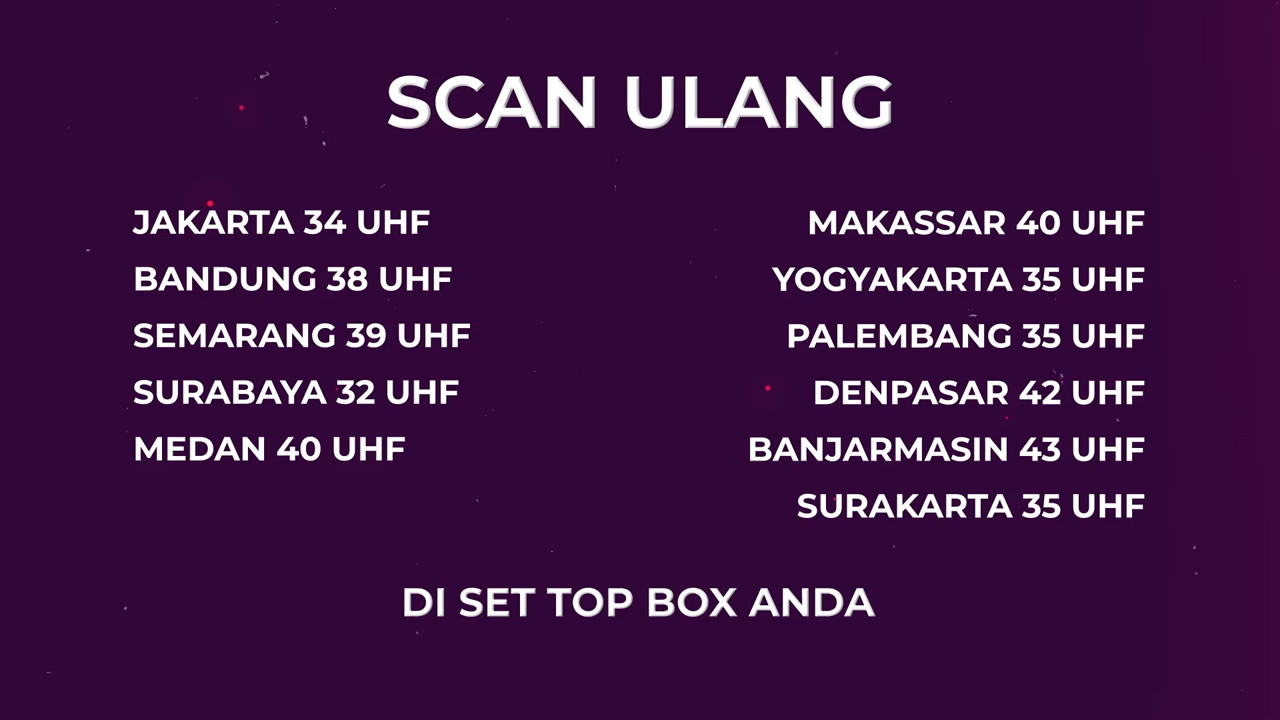 SCAN ULANG
JAKARTA 34 UHF
BANDUNG 38 UHF
SEMARANG 39 UHF
SURABAYA 32 UHF
MEDAN 40 UHF
MAKASSAR 40 UHF
YOGYAKARTA 35 UHF
PALEMBANG 35 UHF
DENPASAR 42 UHF
BANJARMASIN 43 UHF
SURAKARTA 35 UHF
DI SET TOP BOX ANDA